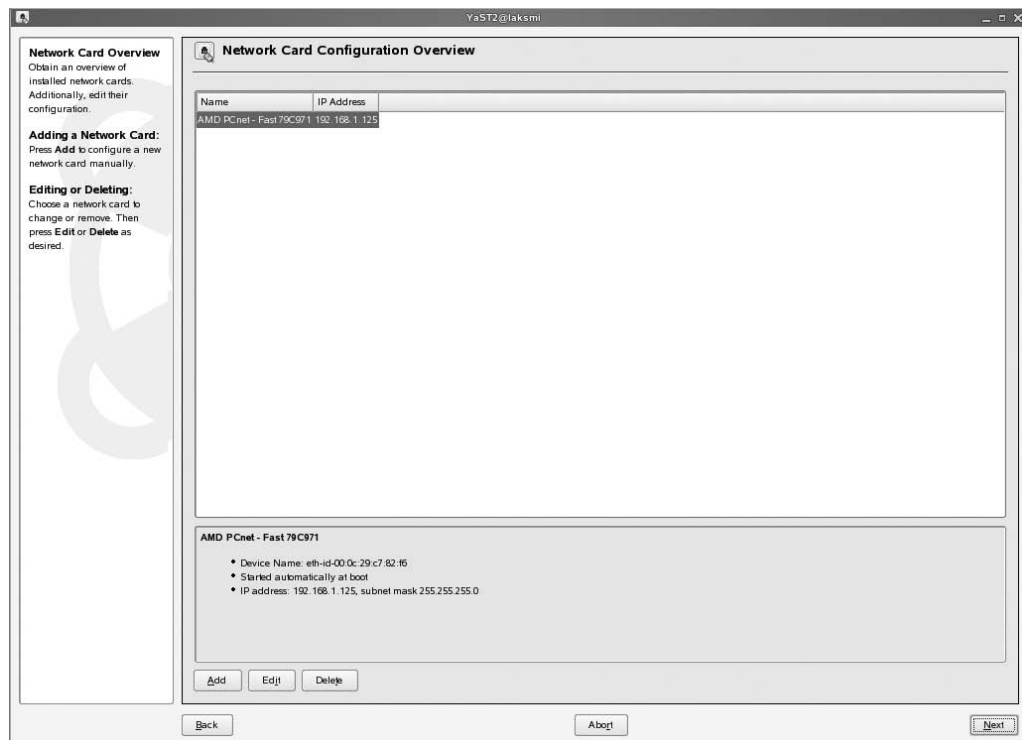 YaST2@laksmi
Network Card Overview
Obtain an overview of
installed network cards.
Additionally, edit their
configuration.
Adding a Network Card:
Press Add to configure a new
network card manually.
Editing or Deleting:
Choose a network card to
change or remove. Then
press Edit or Delete as
desired.
Network Card Configuration Overview
Name IP Address
AMD PCnet - Fast 79C971 192.168.1.125
AMD PCnet - Fast 79C971
• Device Name: eth-id-00:0c:29:c7:82:f6
• Started automatically at boot
• IP address: 192.168.1.125, subnet mask 255.255.255.0
Add Edit Delete
Back Abort Next